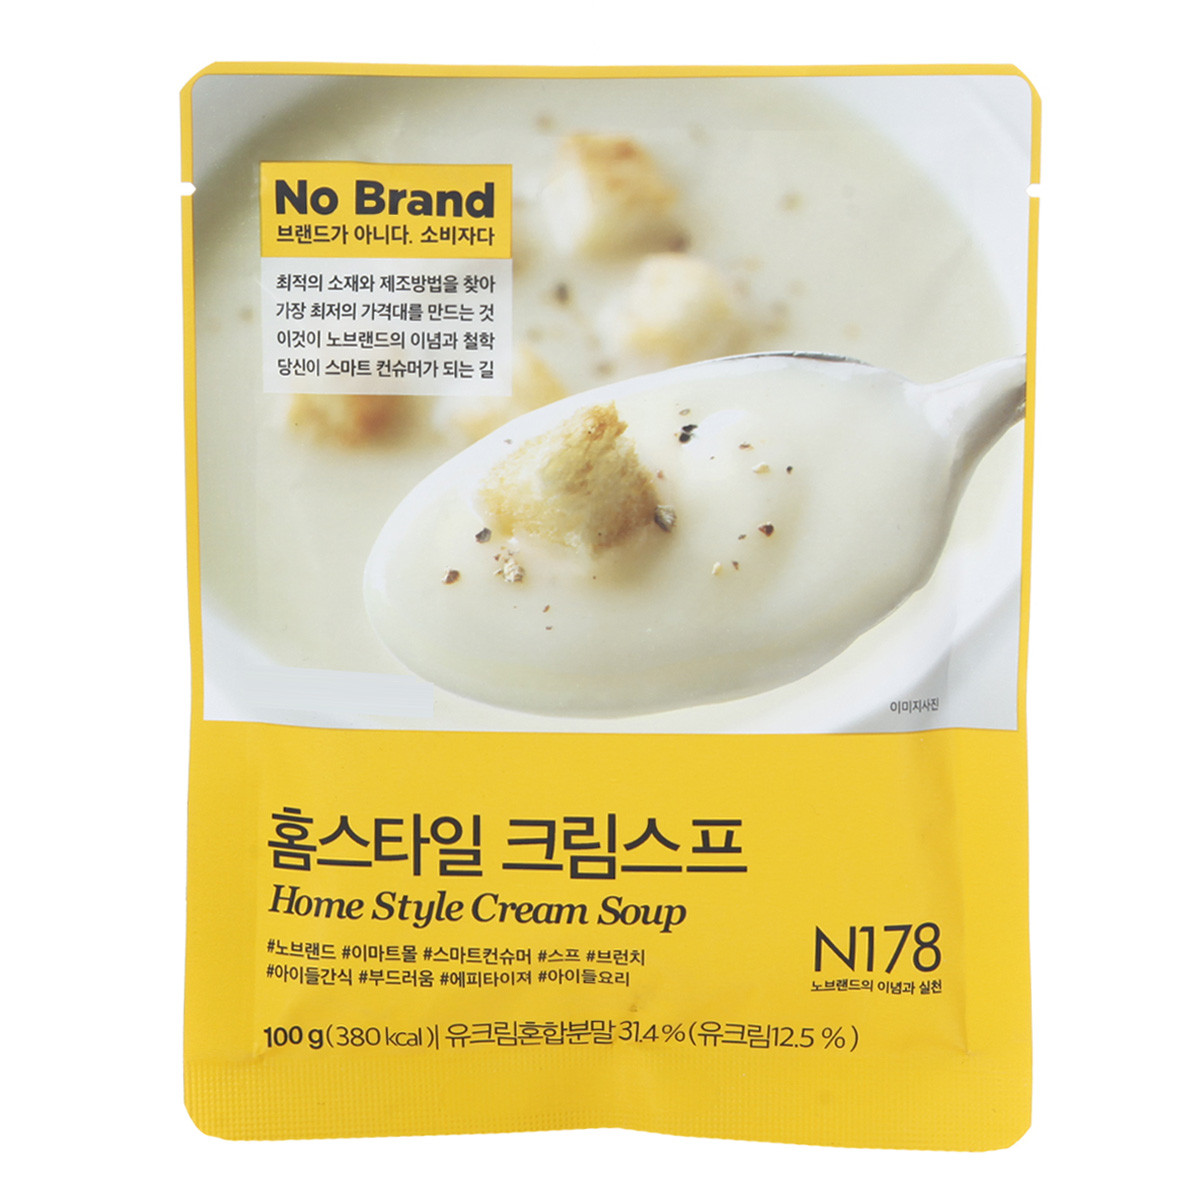 No Brand
브랜드가 아니다. 소비자다
최적의 소재와 제조방법을 찾아
가장 최저의 가격대를 만드는 것
이것이 노브랜드의 이념과 철학
당신이 스마트 컨슈머가 되는 길
이미지사진
홈스타일 크림스프
Home Style Cream Soup
#노브랜드 #이마트몰 #스마트컨슈머 #스프 #브런치
#아이들간식 #부드러움 #에피타이져 #아이들요리
N178
노브랜드의 이념과 실천
100 g(380 kcal)| 유크림혼합분말 31.4 % (유크림12.5 %)